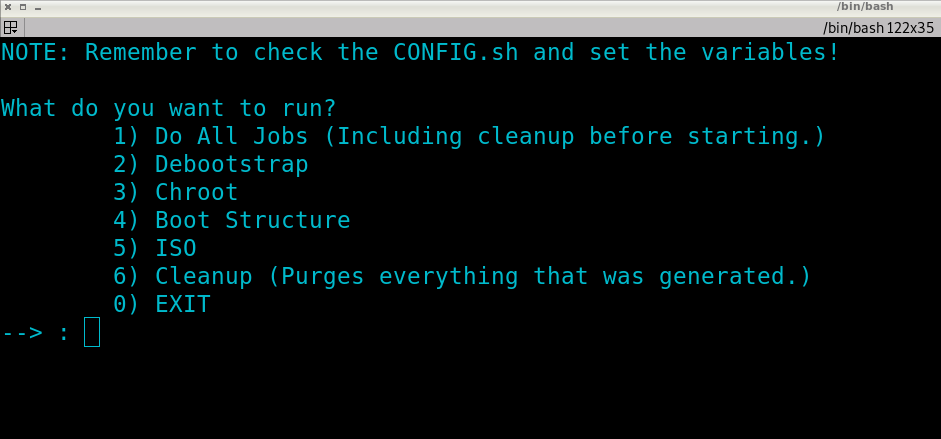 /bin/bash
/bin/bash 122x35
NOTE: Remember to check the CONFIG.sh and set the variables!
What do you want to run?
1) Do All Jobs (Including cleanup before starting.)
2) Debootstrap
3) Chroot
4) Boot Structure
5) ISO
6) Cleanup (Purges everything that was generated.)
0) EXIT
--> :